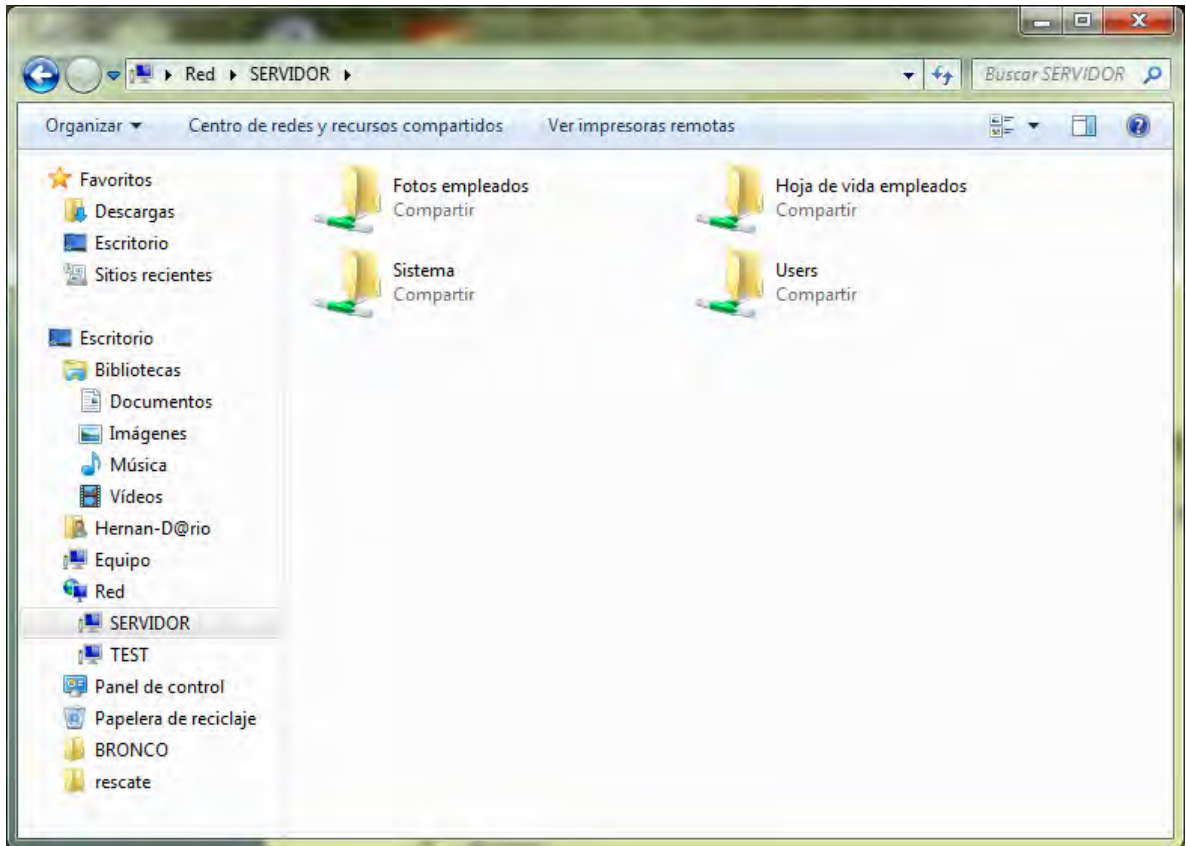 Red ▸ SERVIDOR ▸
Buscar SERVIDOR
Organizar
Centro de redes y recursos compartidos
Ver impresoras remotas
Favoritos
Descargas
Escritorio
Sitios recientes
Escritorio
Bibliotecas
Documentos
Imágenes
Música
Vídeos
Hernan-D@rio
Equipo
Red
SERVIDOR
TEST
Panel de control
Papelera de reciclaje
BRONCO
rescate
Fotos empleados
Compartir
Hoja de vida empleados
Compartir
Sistema
Compartir
Users
Compartir